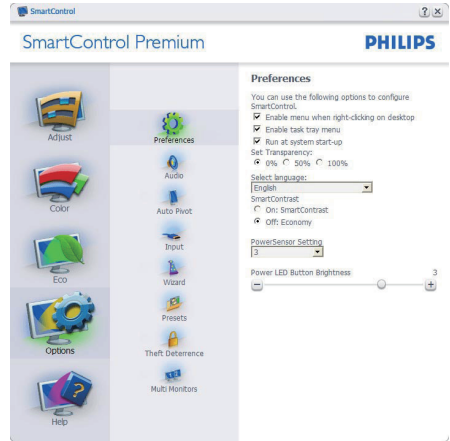 SmartControl
SmartControl Premium
PHILIPS
Adjust
Color
Eco
Options
Help
Preferences
Audio
Auto Pivot
Input
Wizard
Presets
Theft Deterrence
Multi Monitors
Preferences
You can use the following options to configure
SmartControl.
Enable menu when right-clicking on desktop
Enable task tray menu
Run at system start-up
Set Transparency:
0% 50% 100%
Select language:
English
SmartContrast
On: SmartContrast
Off: Economy
PowerSensor Setting
3
Power LED Button Brightness 3